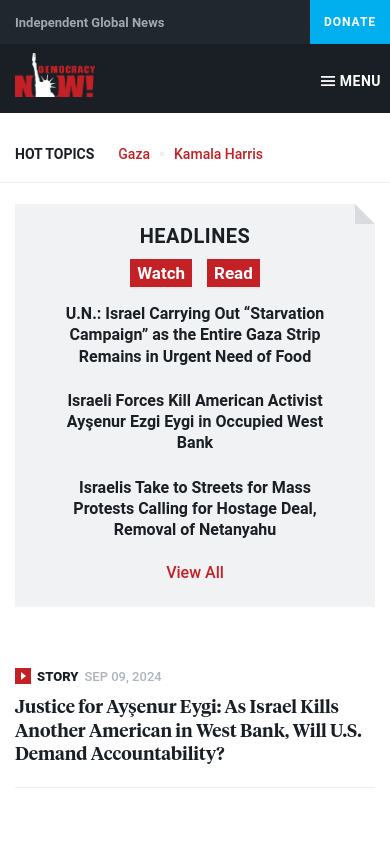 Independent Global News
DONATE
DEMOCRACY
NOW!
MENU
HOT TOPICS
Gaza
Kamala Harris
HEADLINES
Watch
Read
U.N.: Israel Carrying Out “Starvation
Campaign” as the Entire Gaza Strip
Remains in Urgent Need of Food
Israeli Forces Kill American Activist
Ayşenur Ezgi Eygi in Occupied West
Bank
Israelis Take to Streets for Mass
Protests Calling for Hostage Deal,
Removal of Netanyahu
View All
STORY SEP 09, 2024
Justice for Ayşenur Eygi: As Israel Kills
Another American in West Bank, Will U.S.
Demand Accountability?